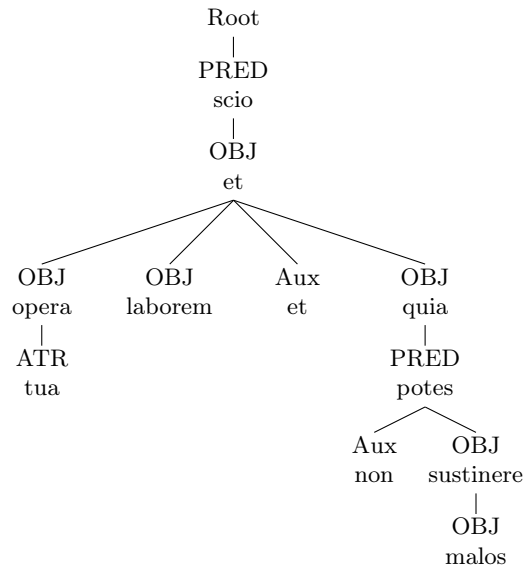 Root
PRED
scio
OBJ
et
OBJ OBJ Aux OBJ
opera laborem et quia
ATR PRED
tua potes
Aux OBJ
non sustinere
OBJ
malos